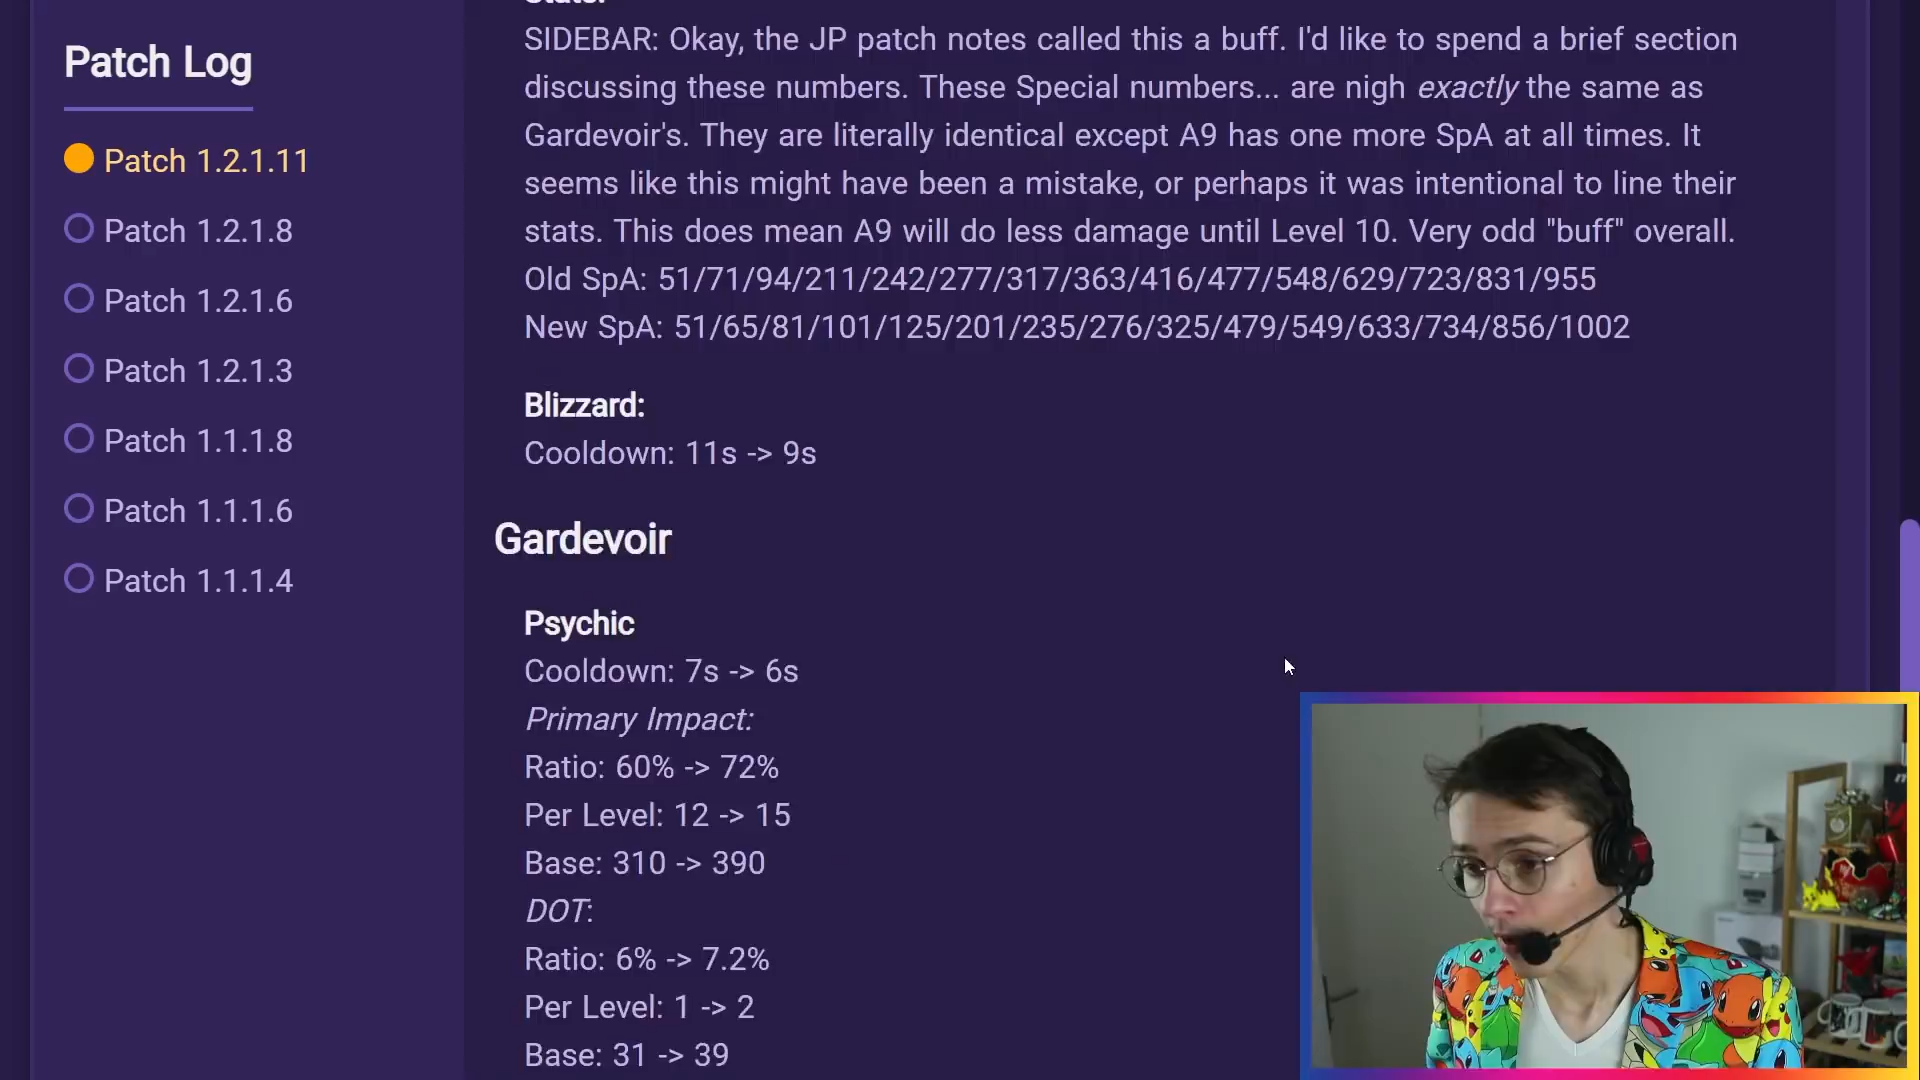 Patch Log
Patch 1.2.1.11
Patch 1.2.1.8
Patch 1.2.1.6
Patch 1.2.1.3
Patch 1.1.1.8
Patch 1.1.1.6
Patch 1.1.1.4
SIDEBAR: Okay, the JP patch notes called this a buff. I'd like to spend a brief section
discussing these numbers. These Special numbers... are nigh exactly the same as
Gardevoir's. They are literally identical except A9 has one more SpA at all times. It
seems like this might have been a mistake, or perhaps it was intentional to line their
stats. This does mean A9 will do less damage until Level 10. Very odd "buff" overall.
Old SpA: 51/71/94/211/242/277/317/363/416/477/548/629/723/831/955
New SpA: 51/65/81/101/125/201/235/276/325/479/549/633/734/856/1002
Blizzard:
Cooldown: 11s -> 9s
Gardevoir
Psychic
Cooldown: 7s -> 6s
Primary Impact:
Ratio: 60% -> 72%
Per Level: 12 -> 15
Base: 310 -> 390
DOT:
Ratio: 6% -> 7.2%
Per Level: 1 -> 2
Base: 31 -> 39